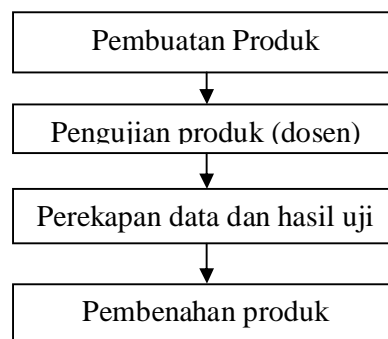 Pembuatan Produk
Pengujian produk (dosen)
Perekapan data dan hasil uji
Pembenahan produk